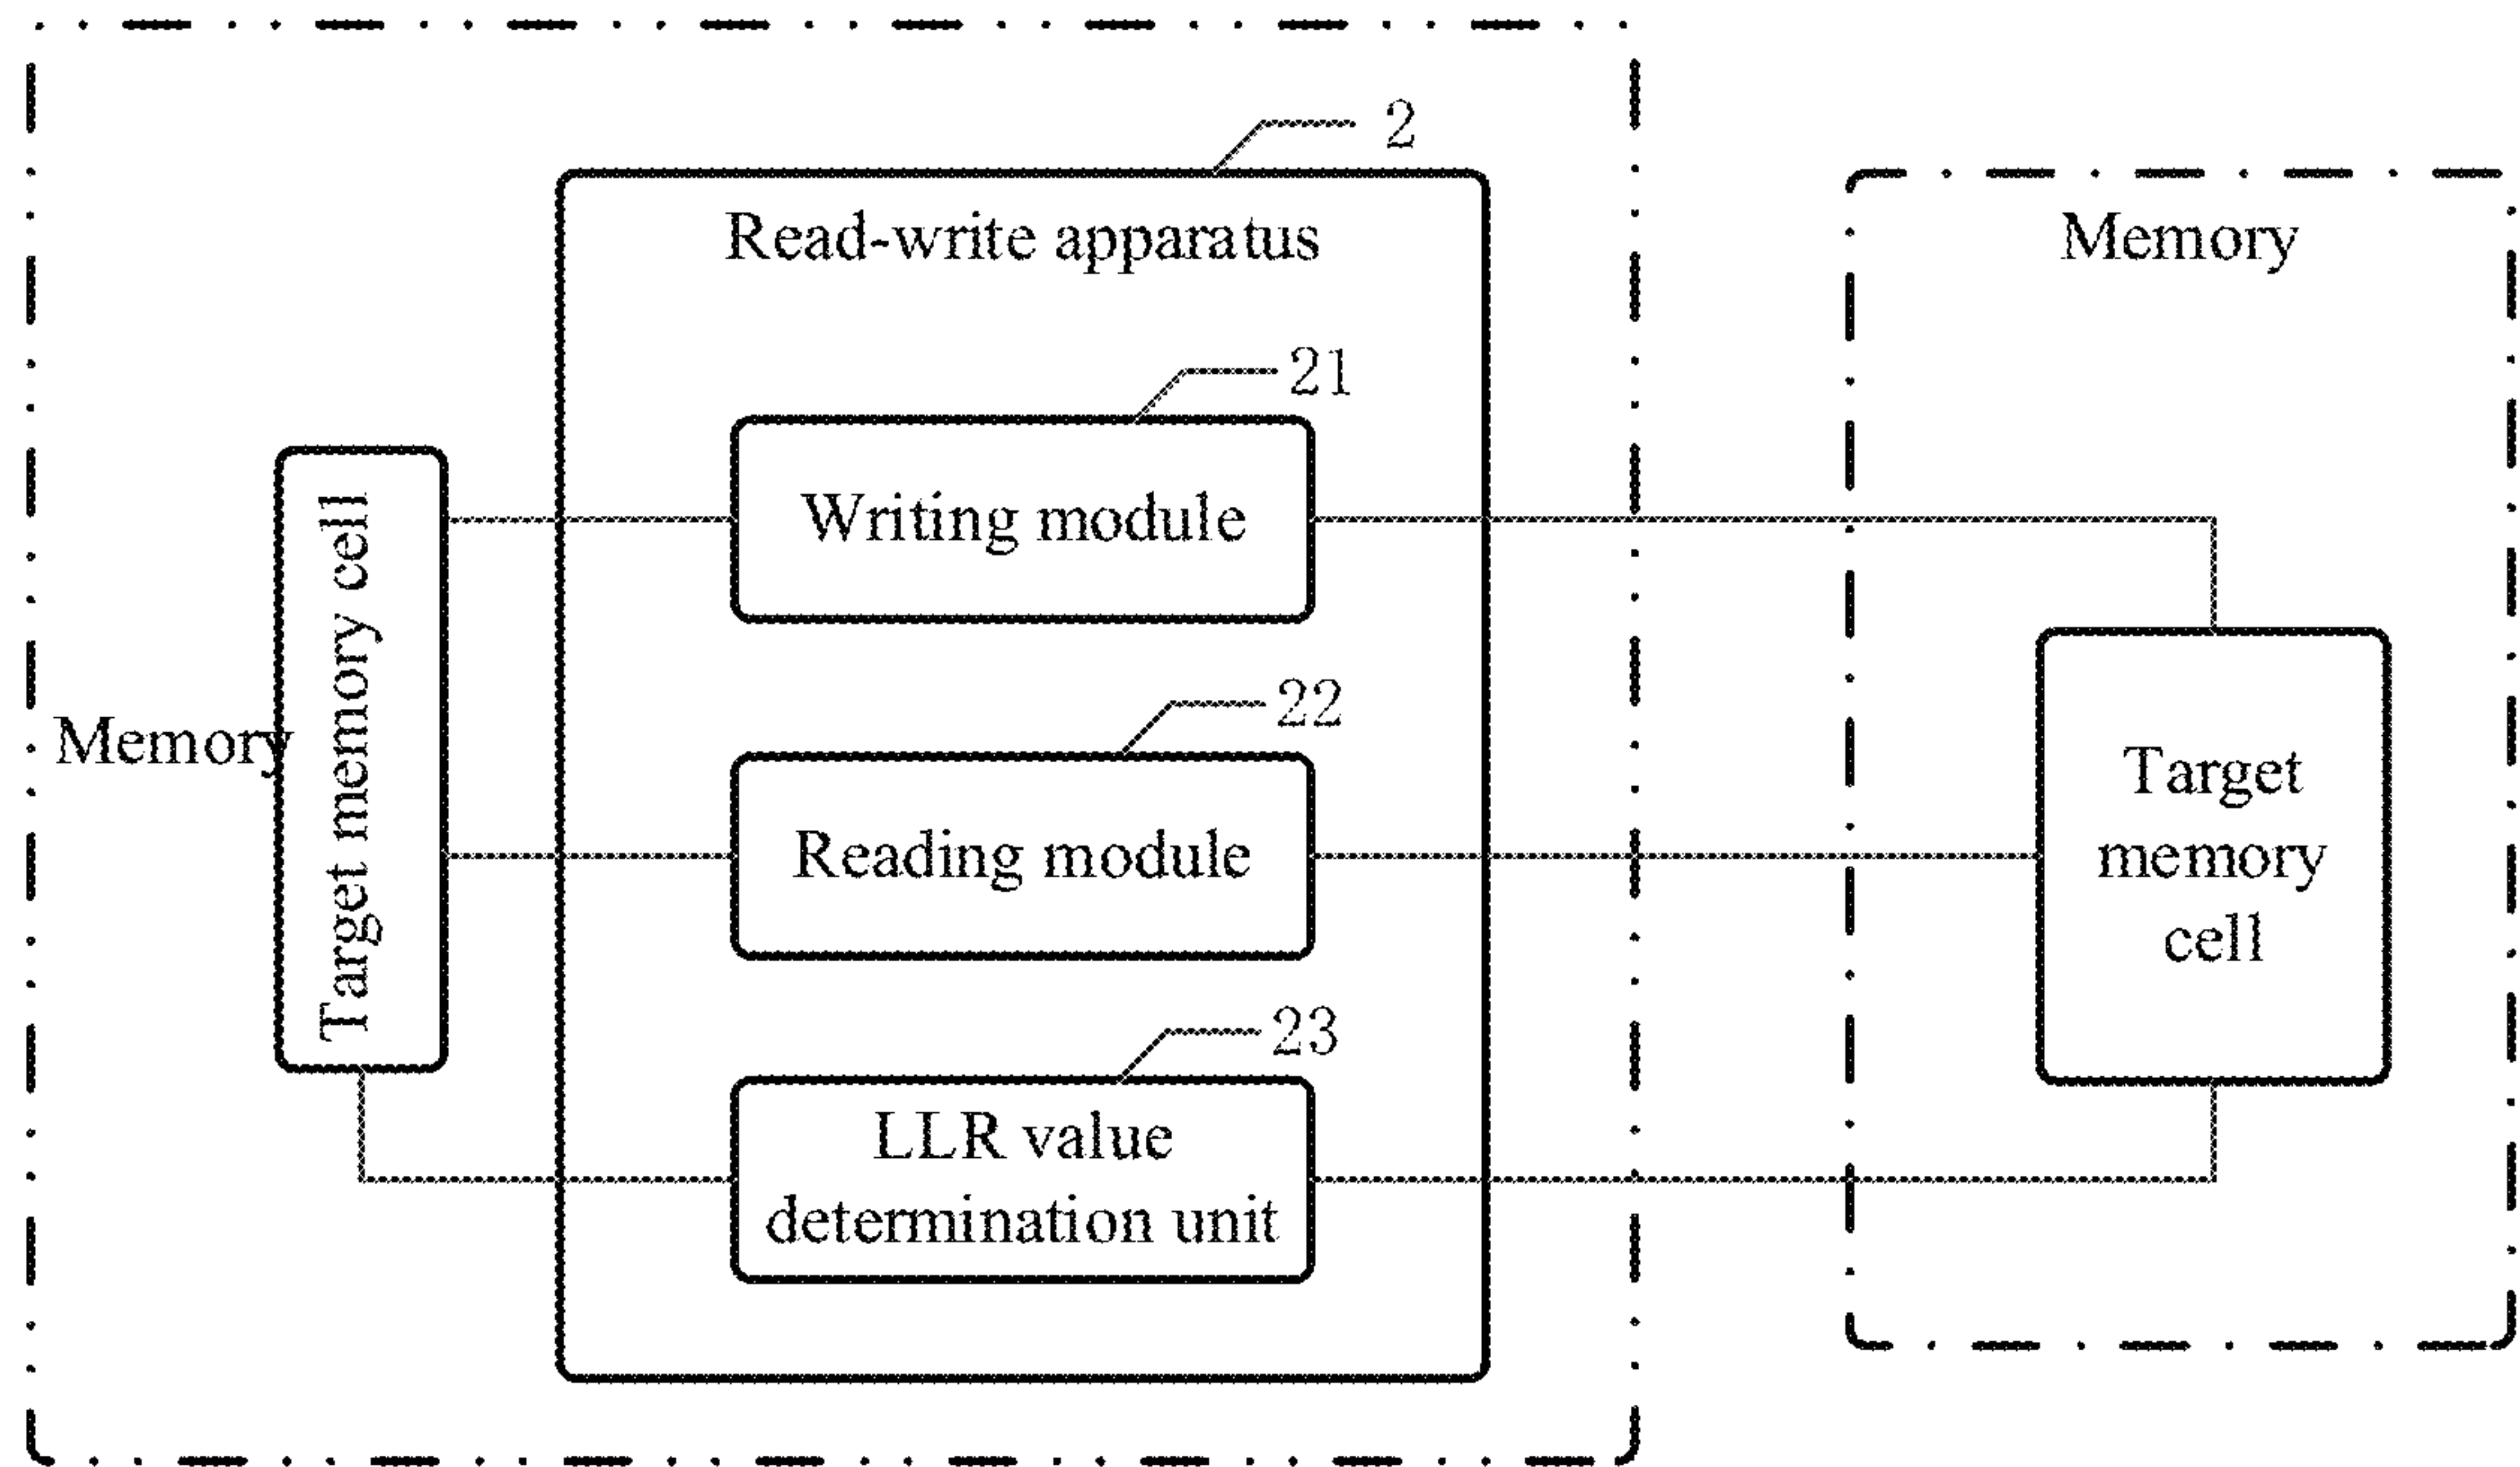 2
Read-write apparatus
Memory
21
Writing module
Target memory cell
Memory
22
Reading module
Target
memory
cell
23
LLR value
determination unit